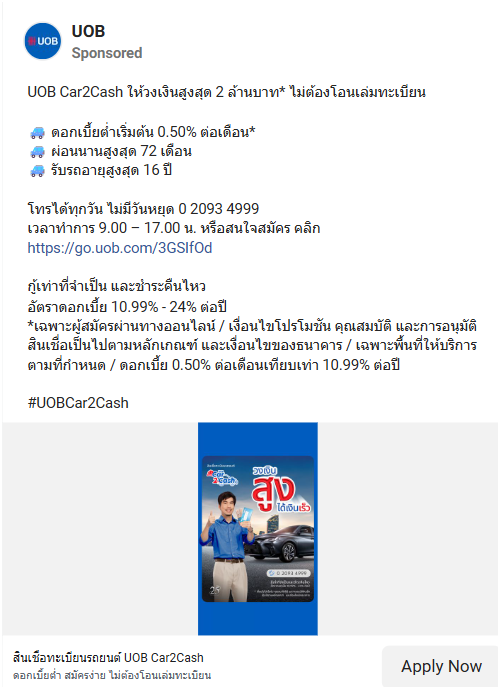 UOB
UOB
Sponsored
UOB Car2Cash ให้วงเงินสูงสุด 2 ล้านบาท* ไม่ต้องโอนเล่มทะเบียน
ดอกเบี้ยต่ำเริ่มต้น 0.50% ต่อเดือน*
ผ่อนนานสูงสุด 72 เดือน
รับรถอายุสูงสุด 16 ปี
โทรได้ทุกวัน ไม่มีวันหยุด 0 2093 4999
เวลาทำการ 9.00 – 17.00 น. หรือสนใจสมัคร คลิก
https://go.uob.com/3GSlfOd
กู้เท่าที่จำเป็น และชำระคืนไหว
อัตราดอกเบี้ย 10.99% - 24% ต่อปี
*เฉพาะผู้สมัครผ่านทางออนไลน์ / เงื่อนไขโปรโมชัน คุณสมบัติ และการอนุมัติ
สินเชื่อเป็นไปตามหลักเกณฑ์ และเงื่อนไขของธนาคาร / เฉพาะพื้นที่ให้บริการ
ตามที่กำหนด / ดอกเบี้ย 0.50% ต่อเดือนเทียบเท่า 10.99% ต่อปี
#UOBCar2Cash
Car
2Cash
วงเงิน
สูง
ได้เงินเร็ว
0 2093 4999
สินเชื่อทะเบียนรถยนต์ UOB Car2Cash
ดอกเบี้ยต่ำ สมัครง่าย ไม่ต้องโอนเล่มทะเบียน
Apply Now